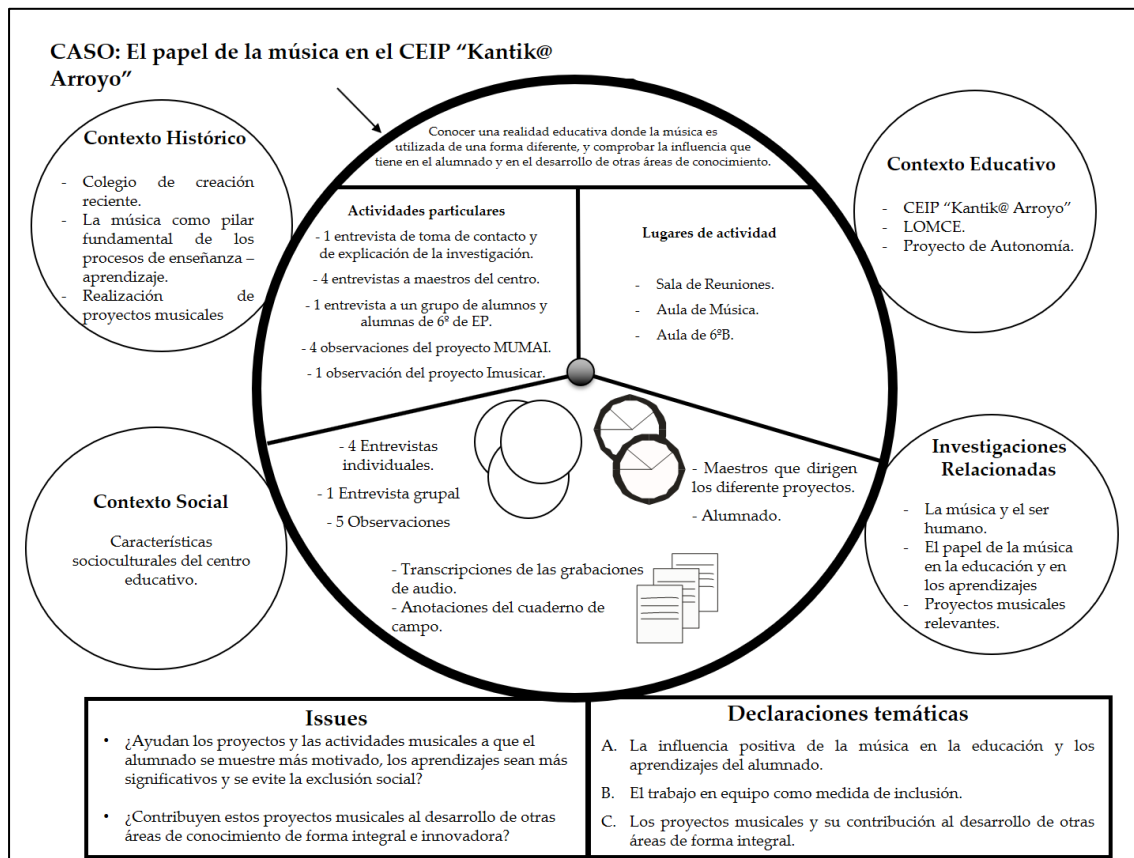 CASO: El papel de la música en el CEIP “Kantik@
Arroyo”
Contexto Histórico
- Colegio de creación
reciente.
- La música como pilar
fundamental de los
procesos de enseñanza –
aprendizaje.
- Realización de
proyectos musicales
Conocer una realidad educativa donde la música es
utilizada de una forma diferente, y comprobar la influencia que
tiene en el alumnado y en el desarrollo de otras áreas de conocimiento.
Contexto Educativo
- CEIP “Kantik@ Arroyo”
- LOMCE.
- Proyecto de Autonomía.
Actividades particulares
- 1 entrevista de toma de contacto y
de explicación de la investigación.
- 4 entrevistas a maestros del centro.
- 1 entrevista a un grupo de alumnos y
alumnas de 6º de EP.
- 4 observaciones del proyecto MUMAI.
- 1 observación del proyecto Imusicar.
Lugares de actividad
- Sala de Reuniones.
- Aula de Música.
- Aula de 6ºB.
Contexto Social
Características
socioculturales del centro
educativo.
- 4 Entrevistas
individuales.
- 1 Entrevista grupal
- 5 Observaciones
- Maestros que dirigen
los diferente proyectos.
- Alumnado.
- Transcripciones de las grabaciones
de audio.
- Anotaciones del cuaderno de
campo.
Investigaciones
Relacionadas
- La música y el ser
humano.
- El papel de la música
en la educación y en
los aprendizajes
- Proyectos musicales
relevantes.
Issues
• ¿Ayudan los proyectos y las actividades musicales a que el
alumnado se muestre más motivado, los aprendizajes sean más
significativos y se evite la exclusión social?
• ¿Contribuyen estos proyectos musicales al desarrollo de otras
áreas de conocimiento de forma integral e innovadora?
Declaraciones temáticas
A. La influencia positiva de la música en la educación y los
aprendizajes del alumnado.
B. El trabajo en equipo como medida de inclusión.
C. Los proyectos musicales y su contribución al desarrollo de otras
áreas de forma integral.